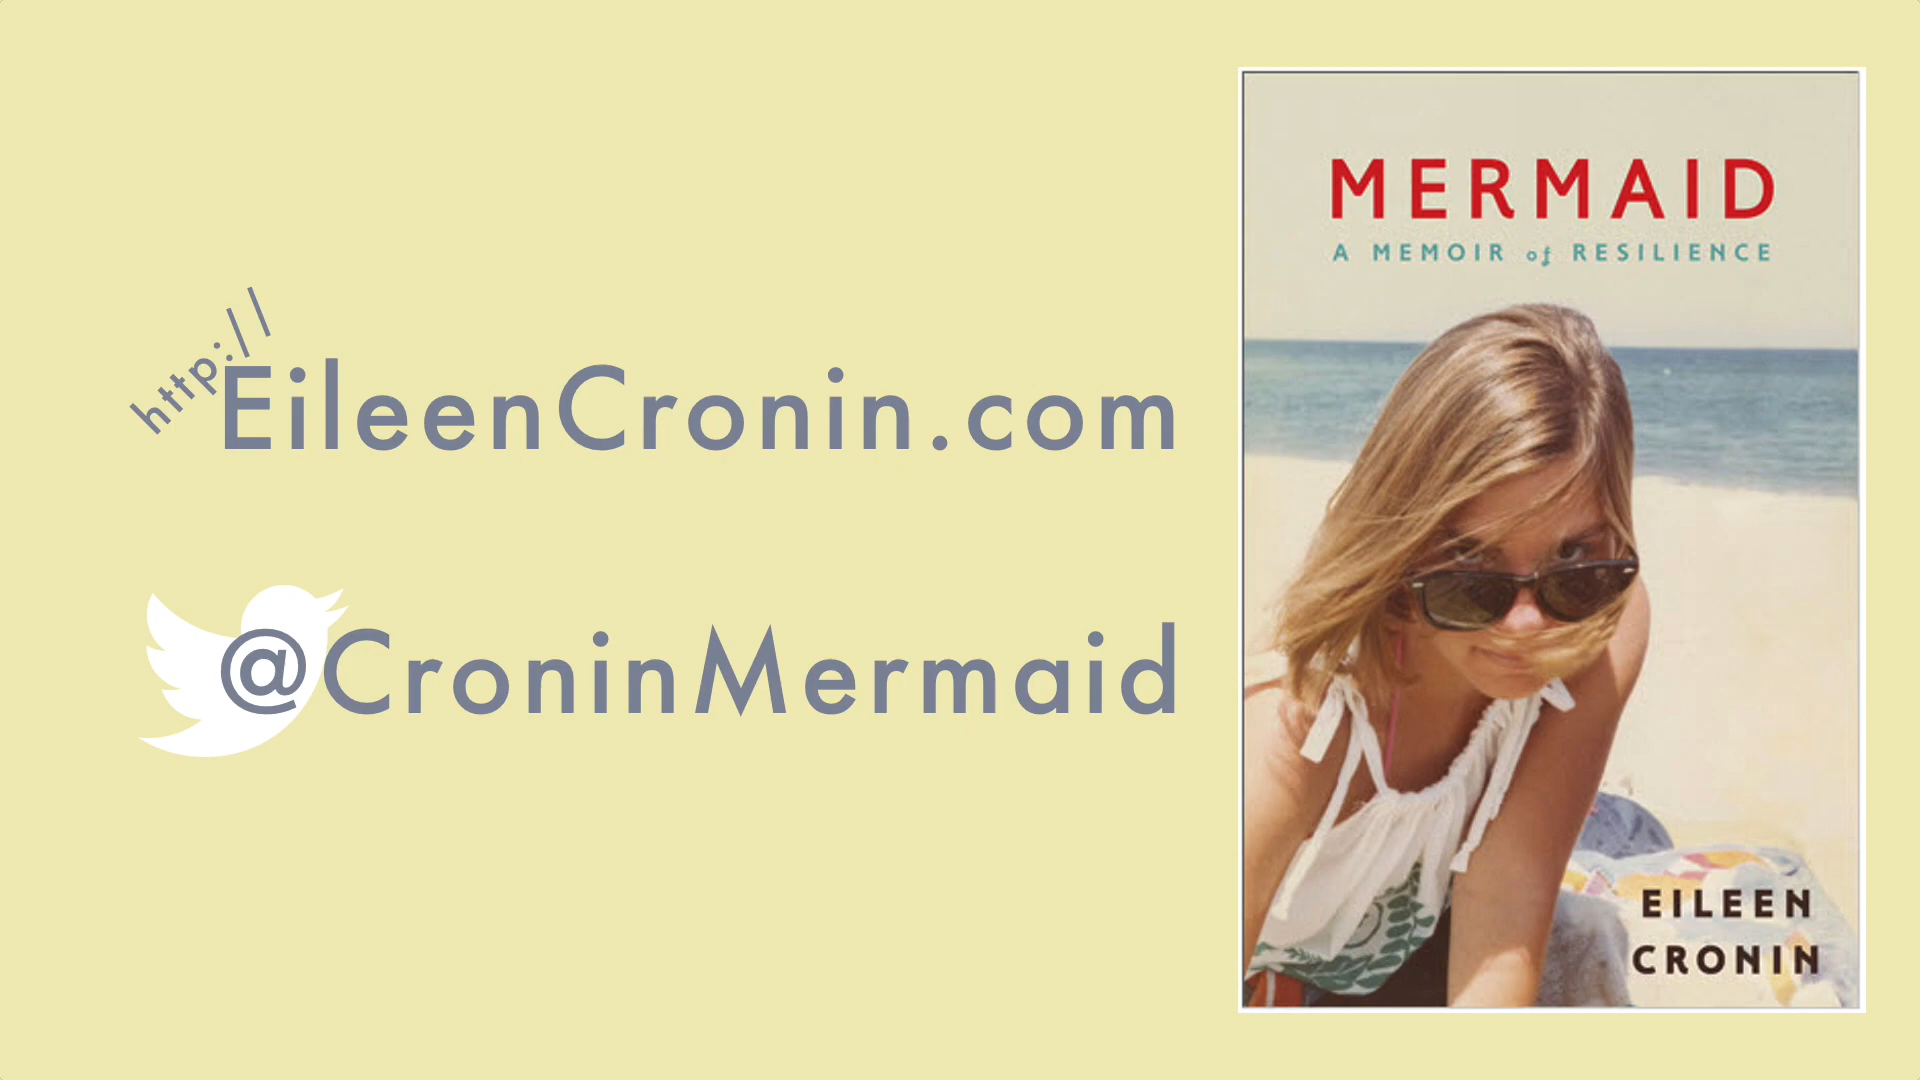 http://
EileenCronin.com
@CroninMermaid
MERMAID
A MEMOIR of RESILIENCE
EILEEN
CRONIN